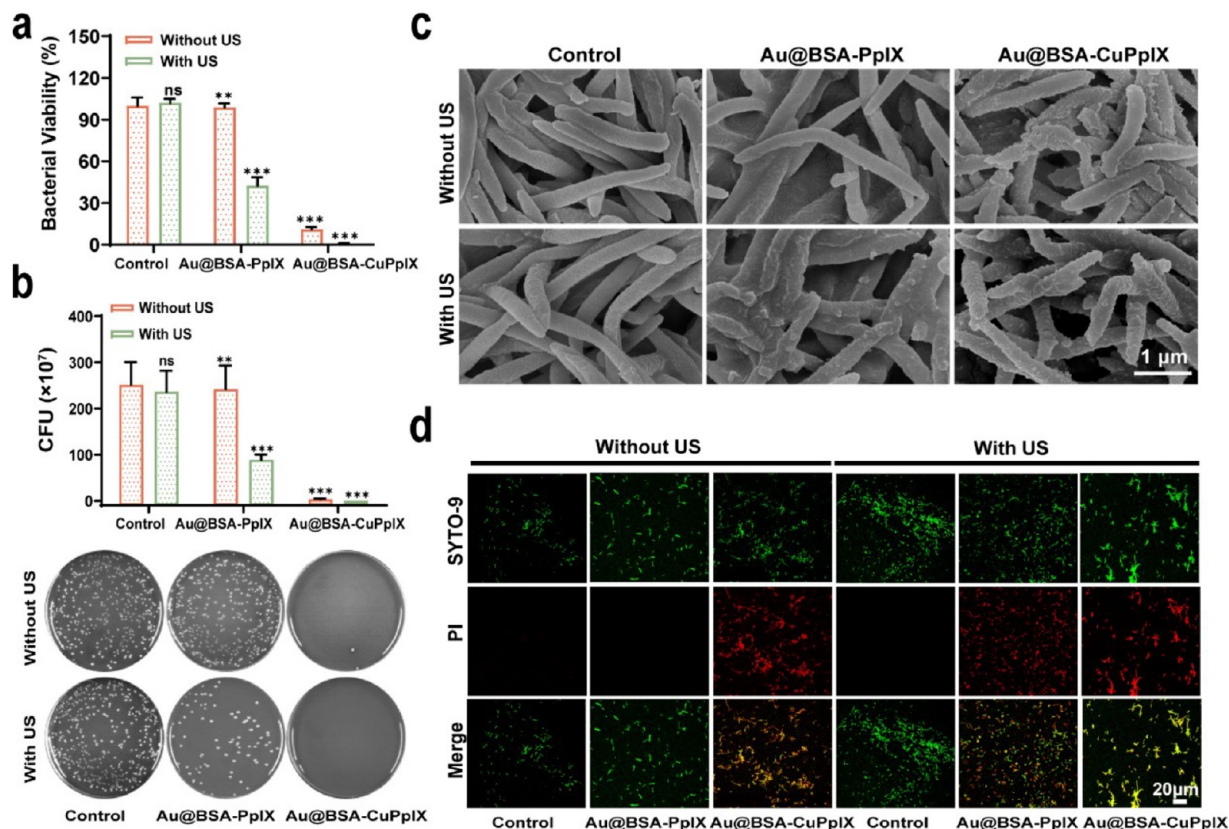 a
Without US
With US
Bacterial Viability (%)
150
120
90
60
30
0
ns
**
***
***
***
Control
Au@BSA-PpIX
Au@BSA-CuPpIX
b
Without US
With US
CFU (×10⁷)
400
300
200
100
0
ns
**
***
***
***
Control
Au@BSA-PpIX
Au@BSA-CuPpIX
Without US
With US
Control
Au@BSA-PpIX
Au@BSA-CuPpIX
c
Control
Au@BSA-PpIX
Au@BSA-CuPpIX
Without US
With US
1 μm
d
Without US
With US
SYTO-9
PI
Merge
20μm
Control
Au@BSA-PpIX
Au@BSA-CuPpIX
Control
Au@BSA-PpIX
Au@BSA-CuPpIX